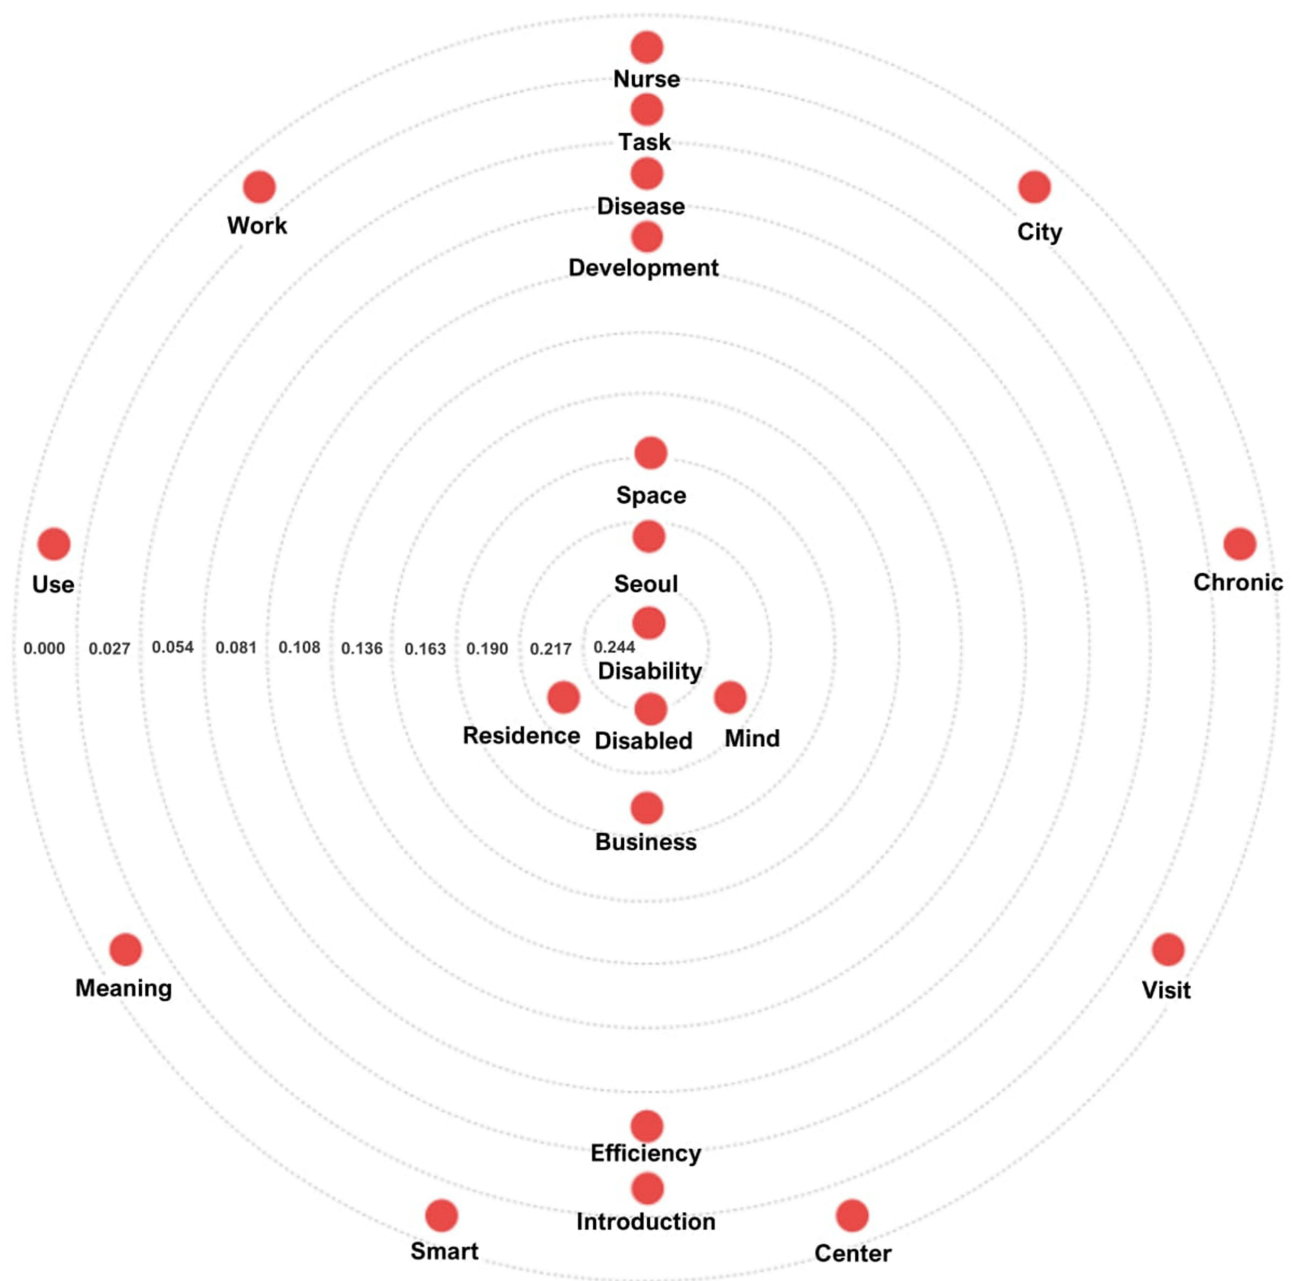 Nurse
Task
Disease
Work
City
Development
Space
Seoul
Use
Chronic
0.000 0.027 0.054 0.081 0.108 0.136 0.163 0.190 0.217 0.244
Disability
Residence Disabled Mind
Business
Meaning
Visit
Efficiency
Introduction
Smart
Center